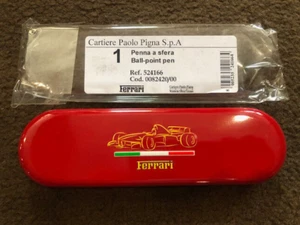 Cartiere Paolo Pigna S.p.A
1 Penna a sfera
Ball-point pen
Ref. 524166
Cod. 0082420/00
Ferrari
Ferrari